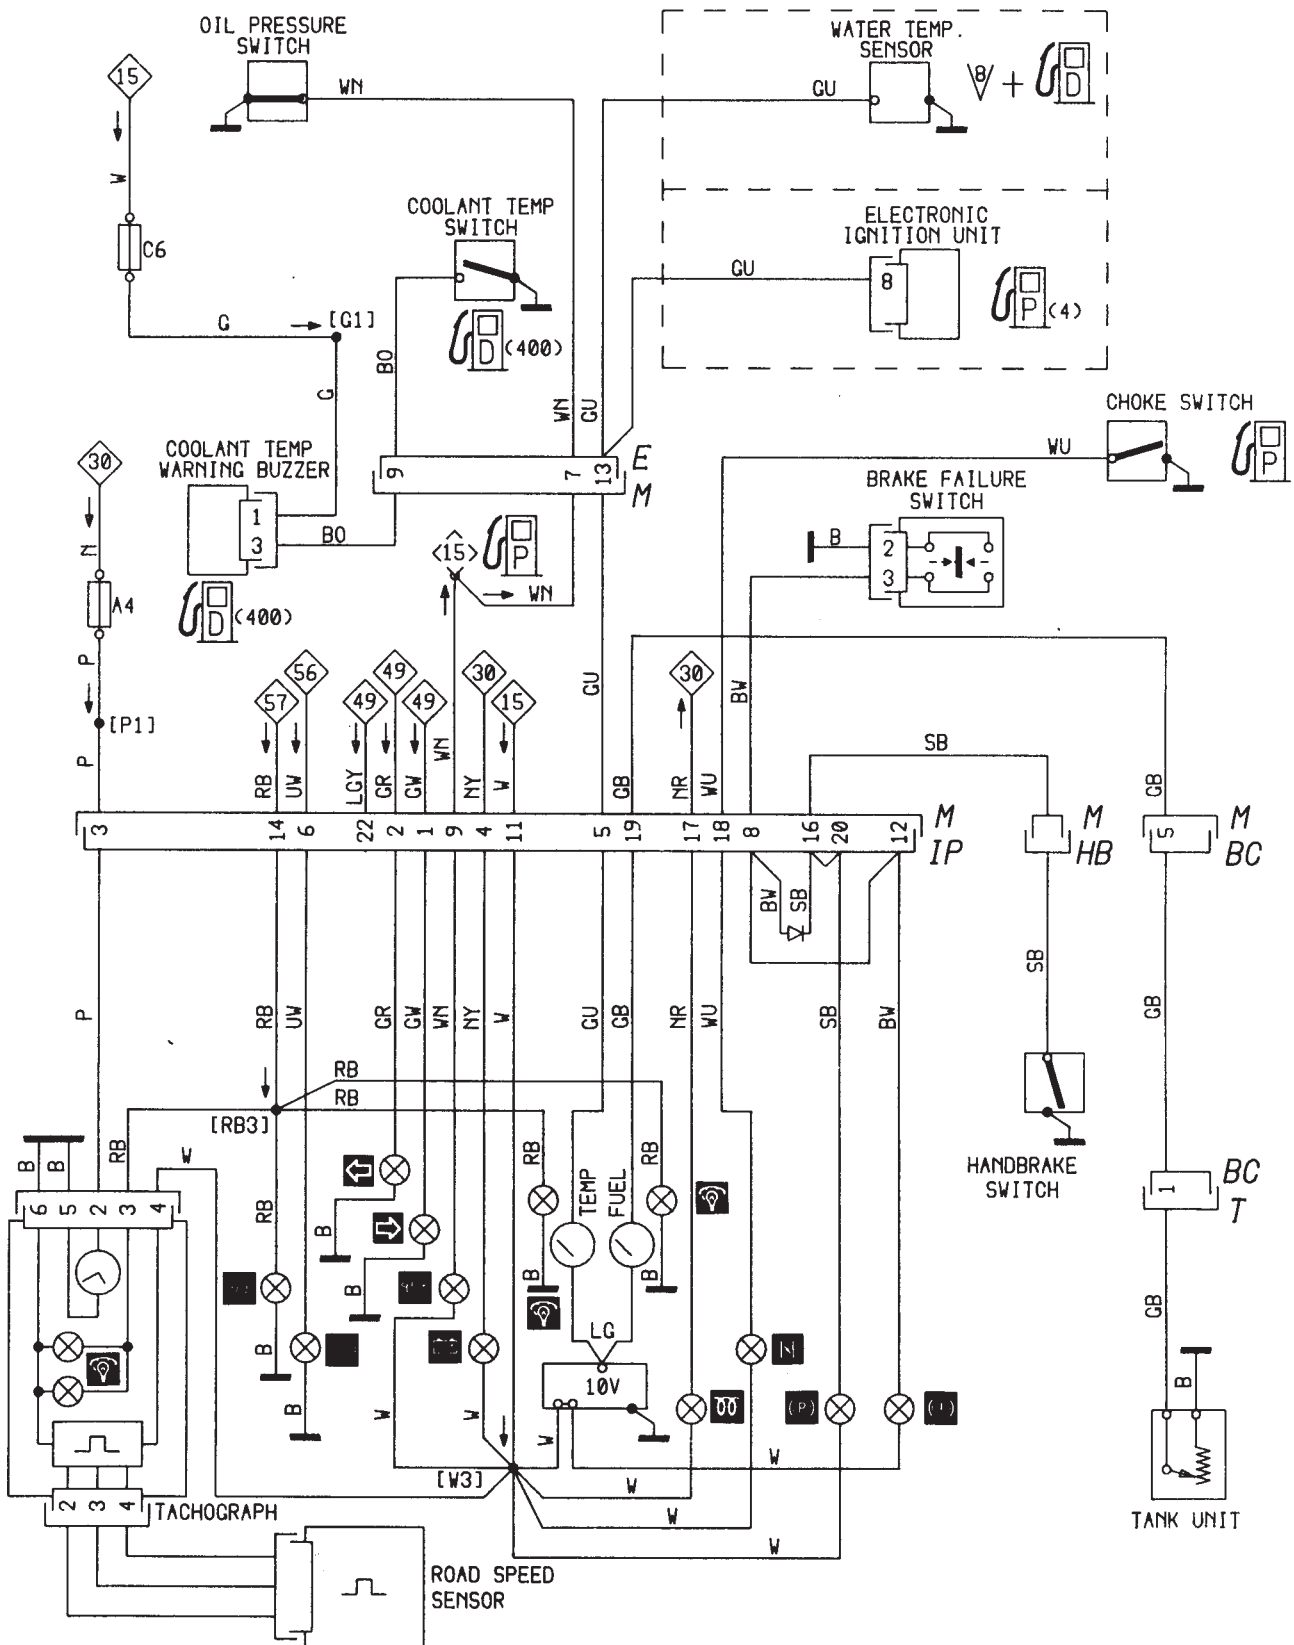 OIL PRESSURE
SWITCH
WATER TEMP.
SENSOR
15
WN
GU
8
+
D
W
COOLANT TEMP
SWITCH
ELECTRONIC
IGNITION UNIT
C6
GU
8
P
(4)
G
[G1]
D
(400)
BO
G
WN
GU
CHOKE SWITCH
WU
P
30
COOLANT TEMP
WARNING BUZZER
9
7
13
E
M
BRAKE FAILURE
SWITCH
1
3
BO
15
P
B
2
3
N
A4
D
(400)
WN
P
57
56
49
49
49
30
15
GU
30
BW
[P1]
SB
P
RB
UW
LGY
GR
GW
WN
NY
W
GB
NR
WU
GB
3
14
6
22
2
1
9
4
11
5
19
17
18
8
16
20
12
M
IP
M
HB
5
M
BC
BW
SB
SB
P
RB
UW
GR
GW
WN
NY
W
GU
GB
NR
WU
SB
BW
GB
RB
RB
[RB3]
B
B
RB
W
RB
RB
TEMP
FUEL
RB
HANDBRAKE
SWITCH
1
BC
T
6
5
2
3
4
B
B
B
B
GB
LG
B
B
10V
(P)
(!)
B
W
W
W
W
[W3]
W
W
W
2
3
4
TACHOGRAPH
TANK UNIT
ROAD SPEED
SENSOR